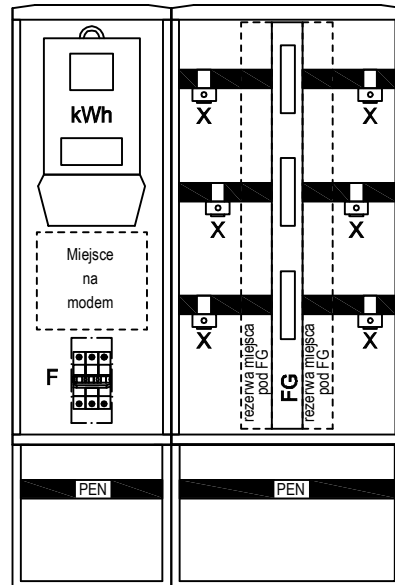 kWh
Miejsce
na
modem
F
X
X
X
X
X
X
rezerwa miejsca
pod FG
FG
rezerwa miejsca
pod FG
PEN
PEN